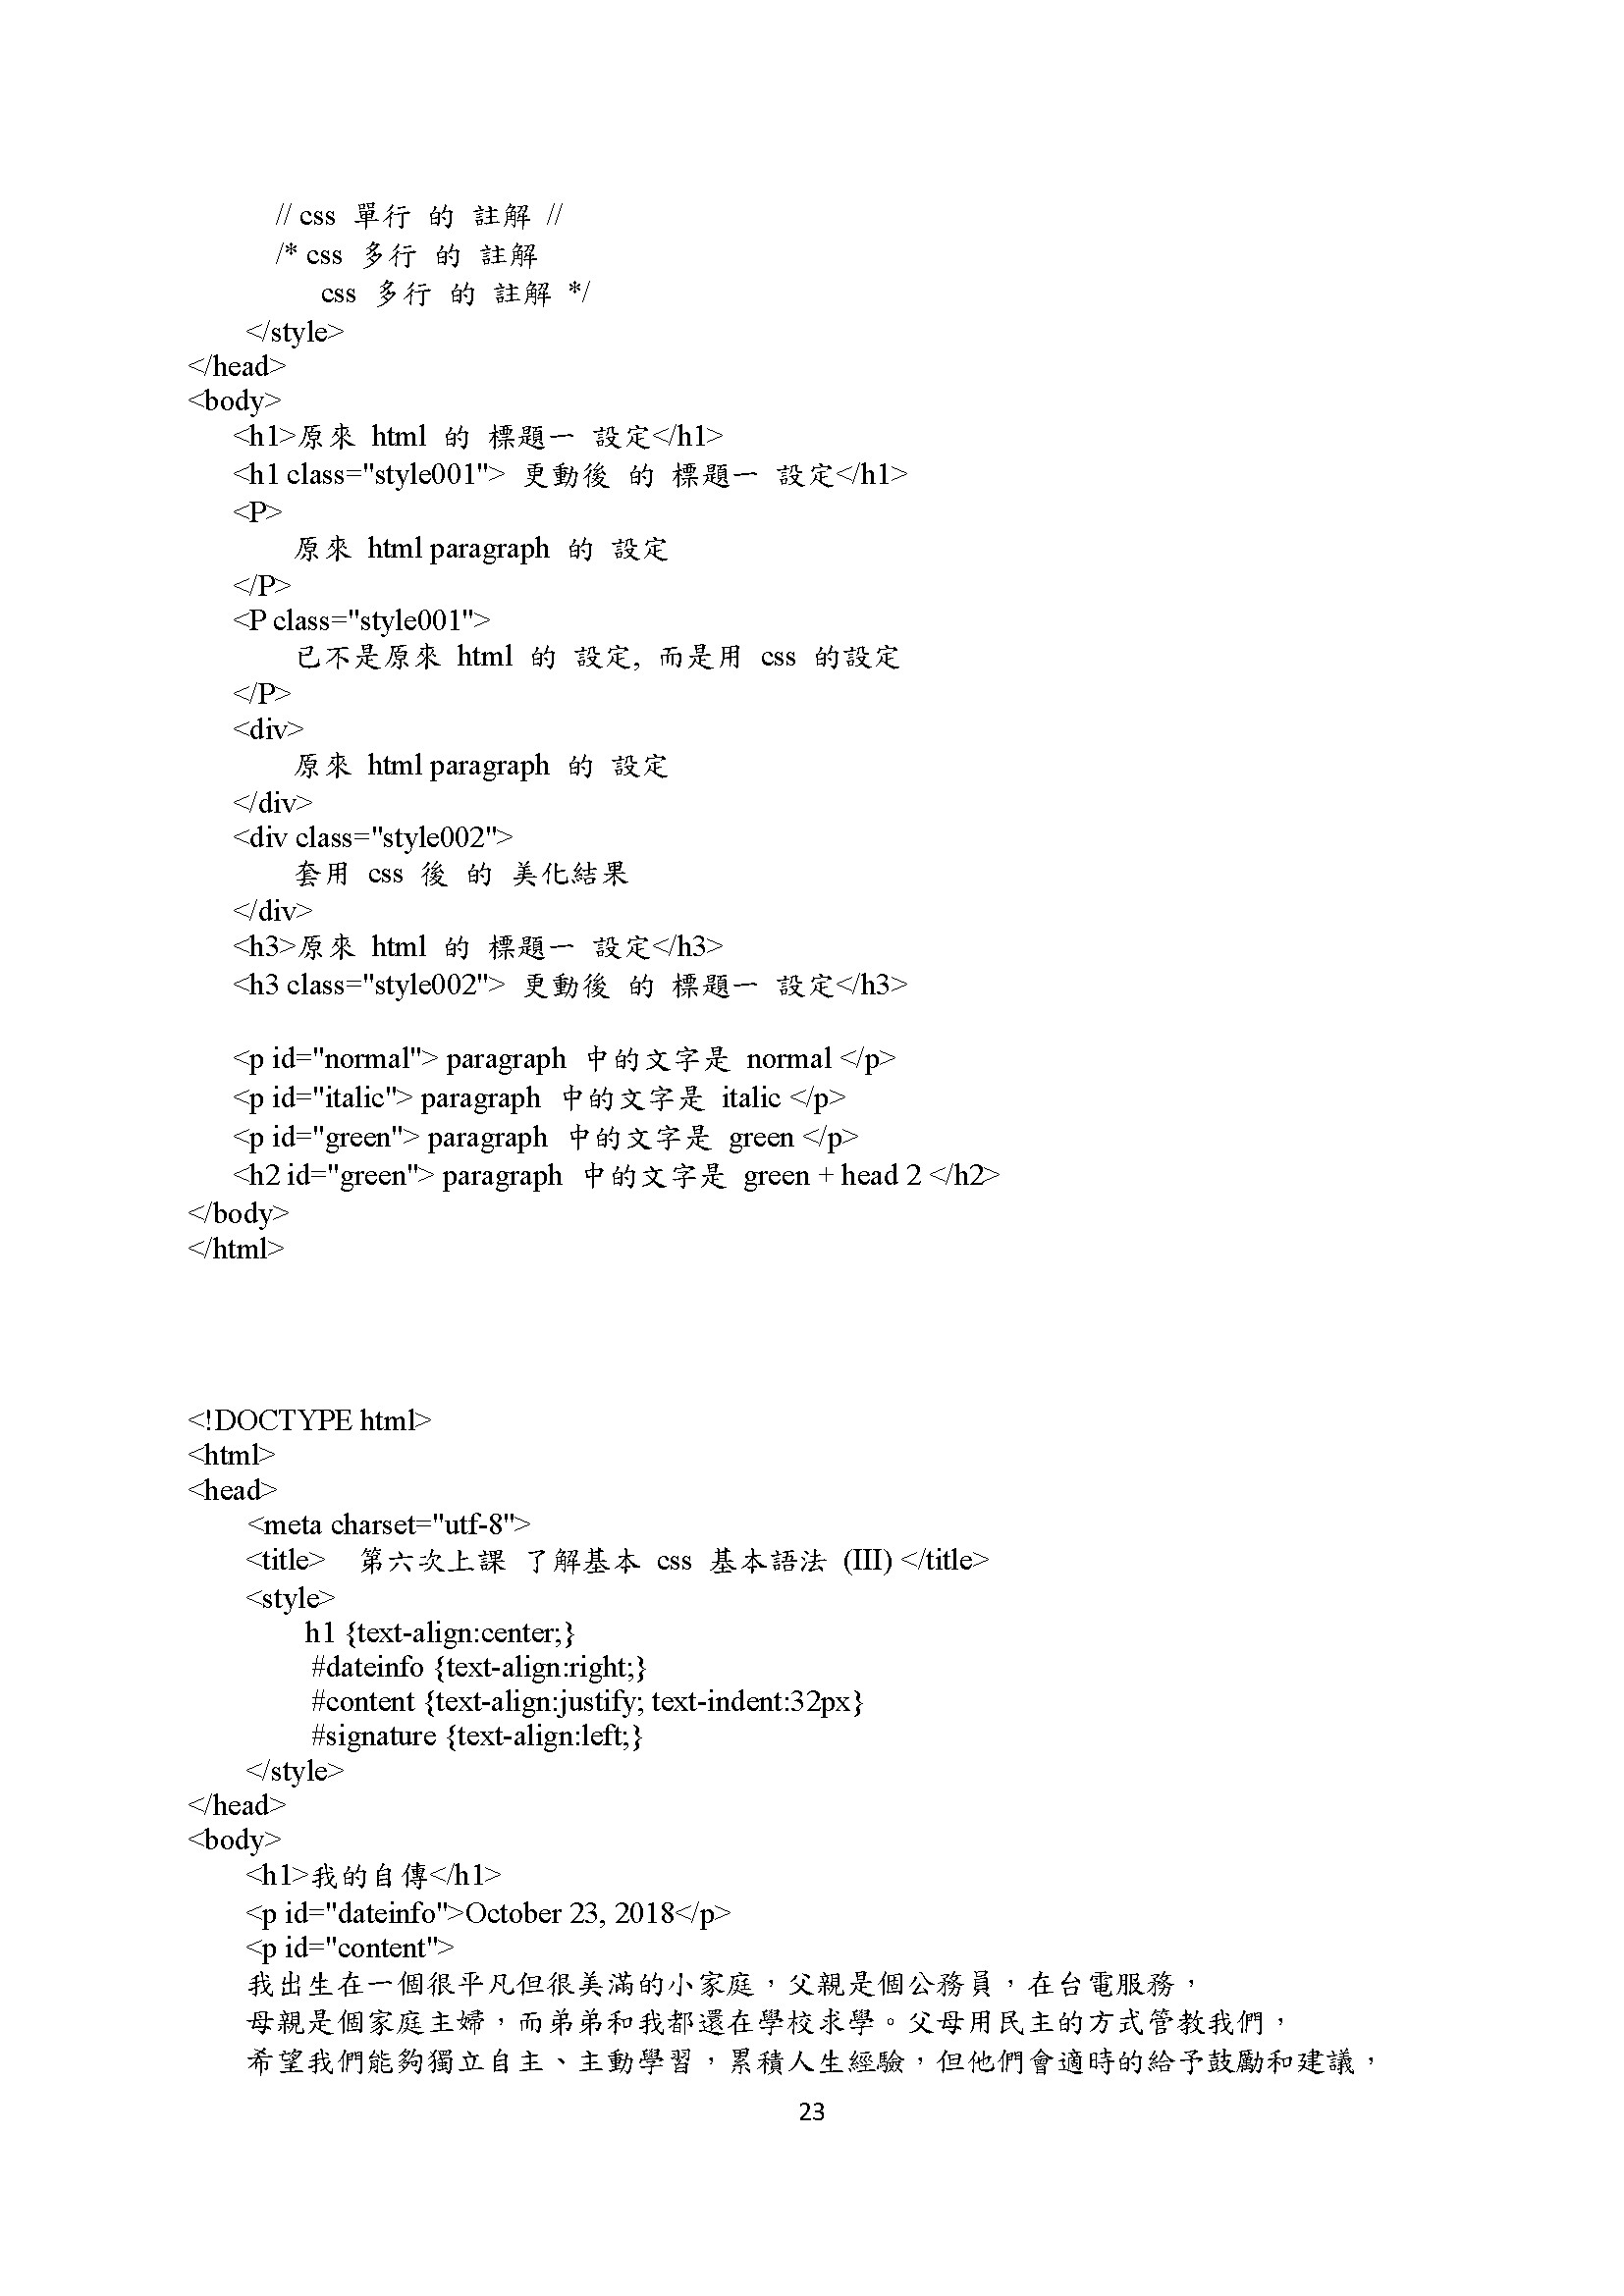 // css 單行 的 註解 //
/* css 多行 的 註解
css 多行 的 註解 */
</style>
</head>
<body>
<h1>原來 html 的 標題一 設定</h1>
<h1 class="style001"> 更動後 的 標題一 設定</h1>
<P>
原來 html paragraph 的 設定
</P>
<P class="style001">
已不是原來 html 的 設定, 而是用 css 的設定
</P>
<div>
原來 html paragraph 的 設定
</div>
<div class="style002">
套用 css 後 的 美化結果
</div>
<h3>原來 html 的 標題一 設定</h3>
<h3 class="style002"> 更動後 的 標題一 設定</h3>
<p id="normal"> paragraph 中的文字是 normal </p>
<p id="italic"> paragraph 中的文字是 italic </p>
<p id="green"> paragraph 中的文字是 green </p>
<h2 id="green"> paragraph 中的文字是 green + head 2 </h2>
</body>
</html>
<!DOCTYPE html>
<html>
<head>
<meta charset="utf-8">
<title> 第六次上課 了解基本 css 基本語法 (III) </title>
<style>
h1 {text-align:center;}
#dateinfo {text-align:right;}
#content {text-align:justify; text-indent:32px}
#signature {text-align:left;}
</style>
</head>
<body>
<h1>我的自傳</h1>
<p id="dateinfo">October 23, 2018</p>
<p id="content">
我出生在一個很平凡但很美滿的小家庭，父親是個公務員，在台電服務，
母親是個家庭主婦，而弟弟和我都還在學校求學。父母用民主的方式管教我們，
希望我們能夠獨立自主、主動學習，累積人生經驗，但他們會適時的給予鼓勵和建議，
23